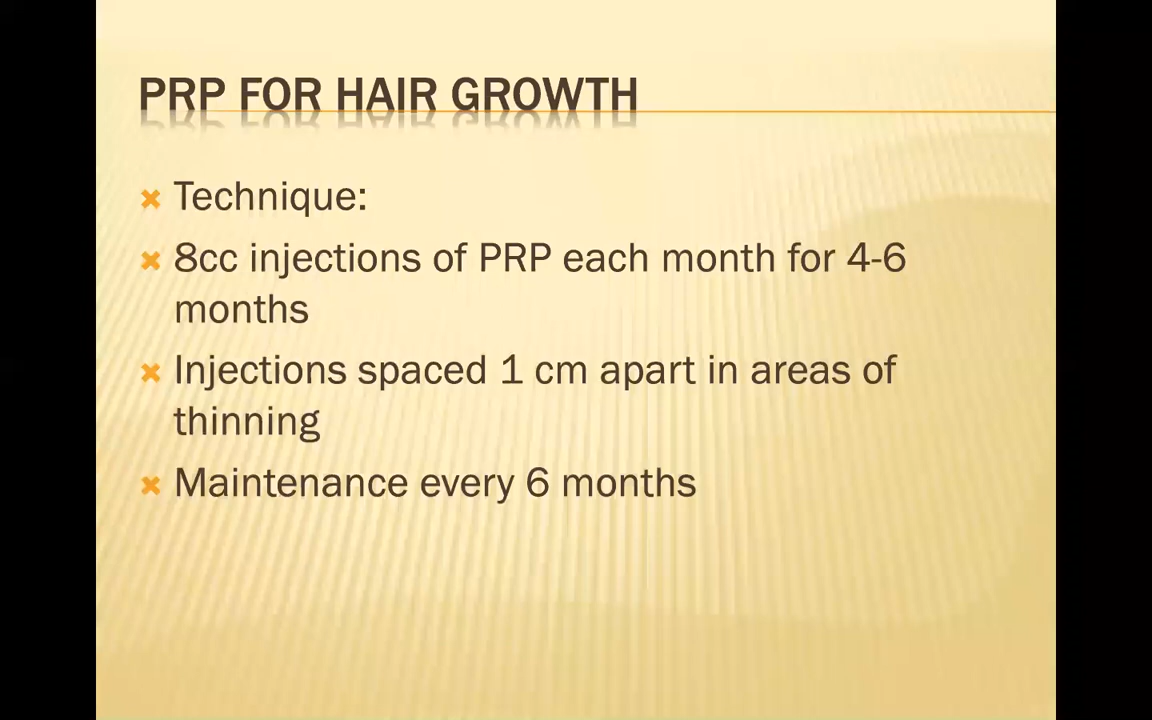 PRP FOR HAIR GROWTH
Technique:
8cc injections of PRP each month for 4-6
months
Injections spaced 1 cm apart in areas of
thinning
Maintenance every 6 months